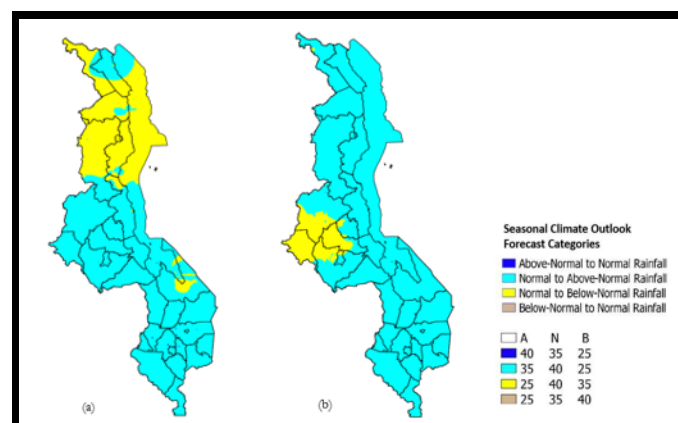 Seasonal Climate Outlook
Forecast Categories
Above-Normal to Normal Rainfall
Normal to Above-Normal Rainfall
Normal to Below-Normal Rainfall
Below-Normal to Normal Rainfall
A N B
40 35 25
35 40 25
25 40 35
25 35 40
(a) (b)